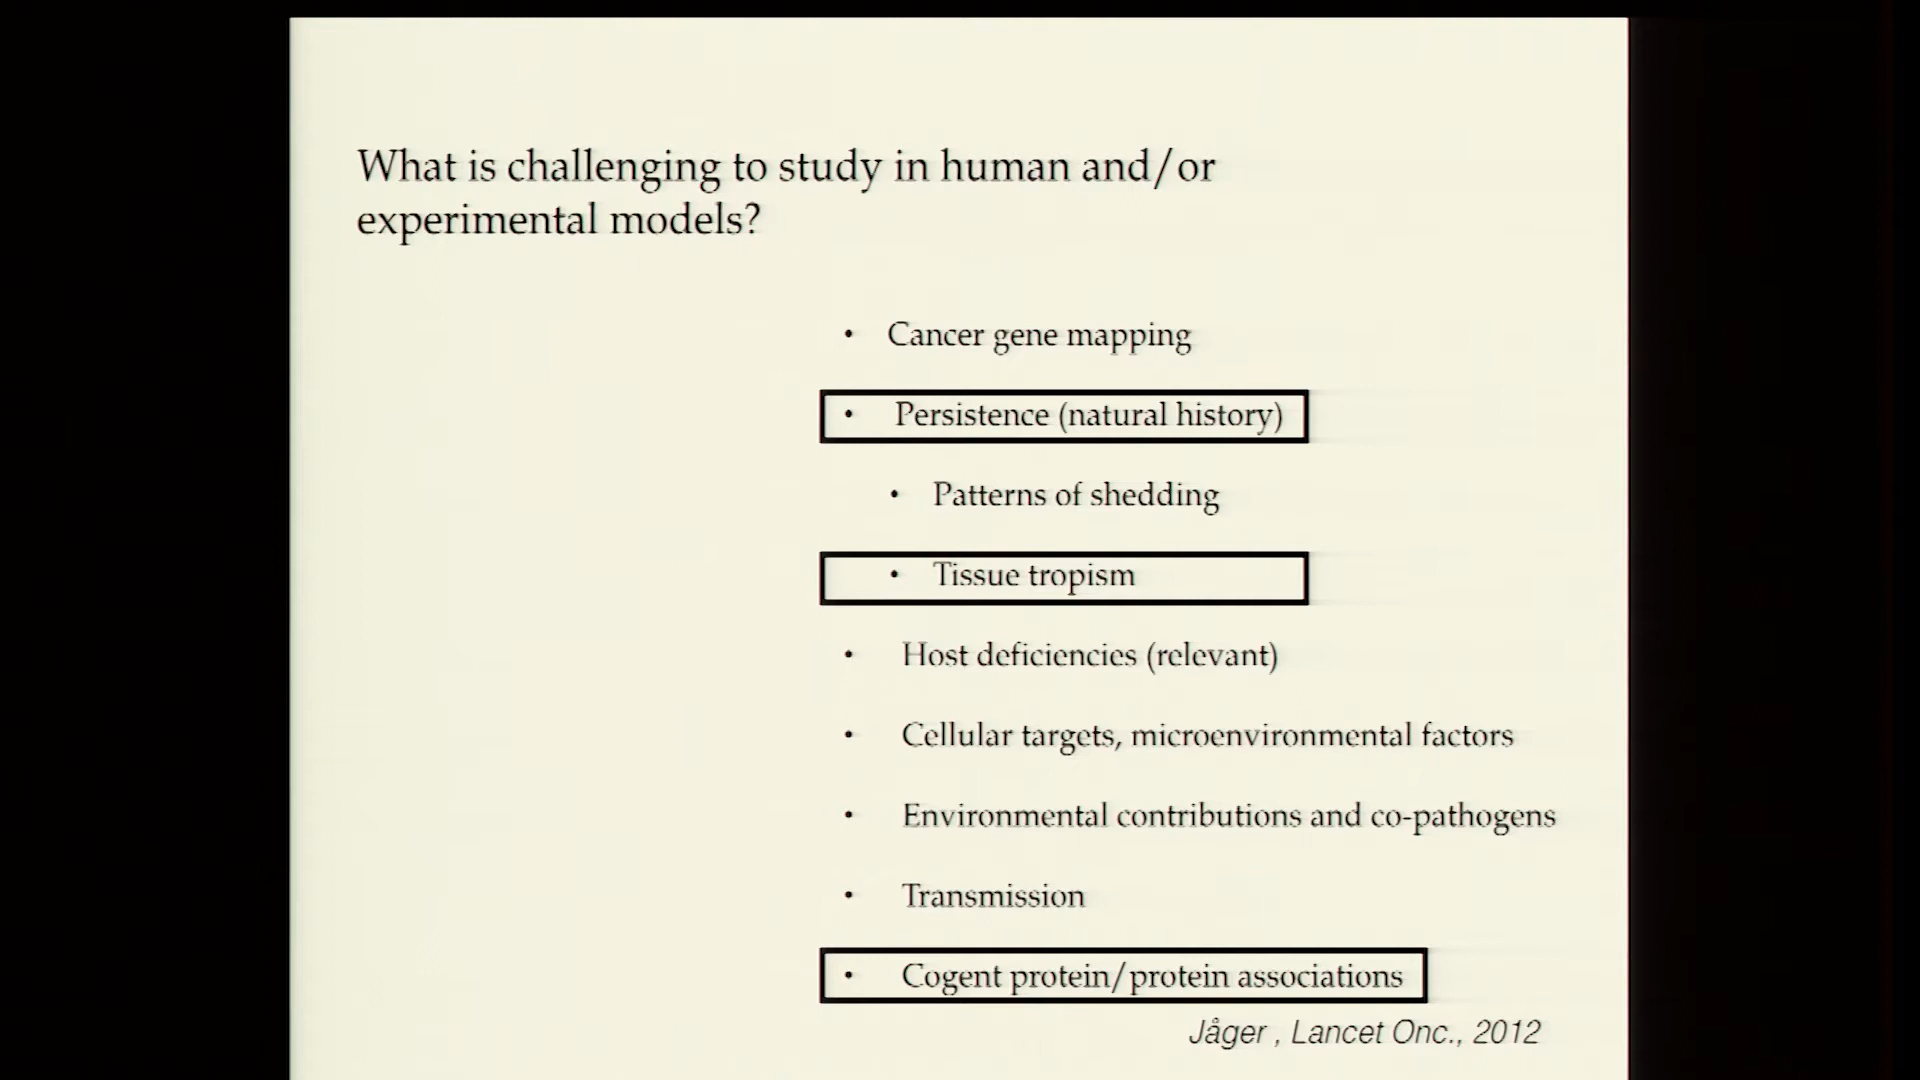 What is challenging to study in human and/or
experimental models?
• Cancer gene mapping
• Persistence (natural history)
• Patterns of shedding
• Tissue tropism
• Host deficiencies (relevant)
• Cellular targets, microenvironmental factors
• Environmental contributions and co-pathogens
• Transmission
• Cogent protein/protein associations
Jåger , Lancet Onc., 2012